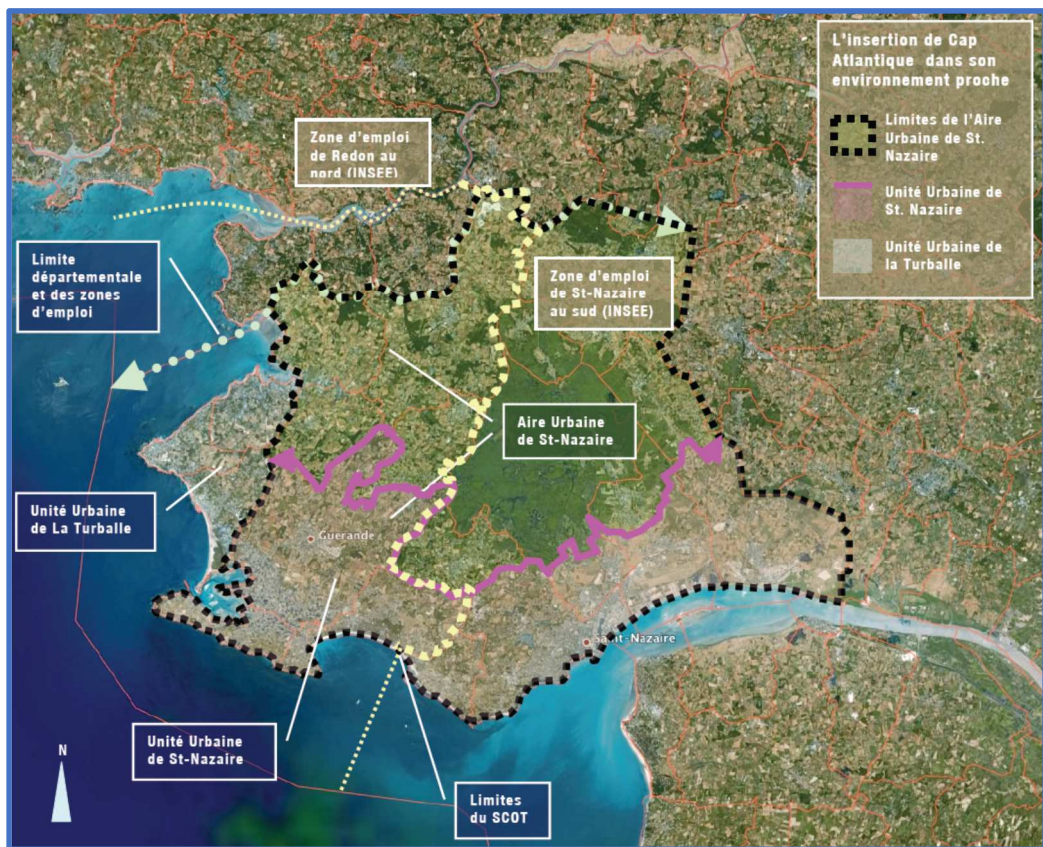 L'insertion de Cap
Atlantique dans son
environnement proche
Limites de l'Aire
Urbaine de St.
Nazaire
Unité Urbaine de
St. Nazaire
Unité Urbaine de
la Turballe
Zone d'emploi
de Redon au
nord (INSEE)
Limite
départementale
et des zones
d'emploi
Zone d'emploi
de St-Nazaire
au sud (INSEE)
Aire Urbaine
de St-Nazaire
Unité Urbaine
de La Turballe
Guerande
Saint-Nazaire
Unité Urbaine
de St-Nazaire
Limites
du SCOT
N